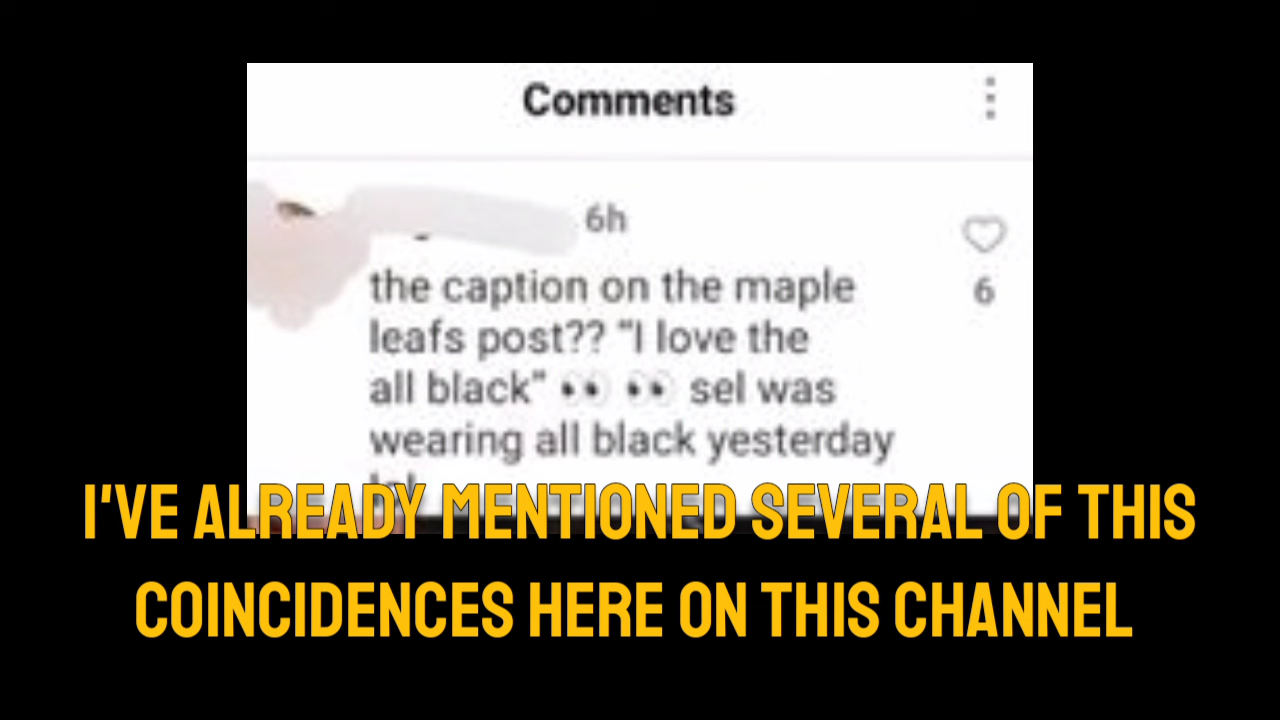 Comments
6h
the caption on the maple
6
leafs post?? "I love the
all black" 👀 👀 sel was
wearing all black yesterday
I'VE ALREADY MENTIONED SEVERAL OF THIS
COINCIDENCES HERE ON THIS CHANNEL